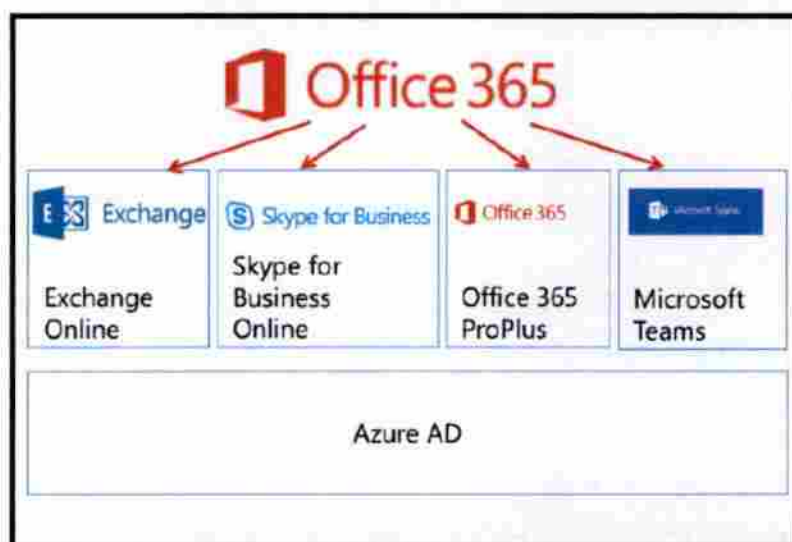 Office 365
Exchange
Skype for Business
Office 365
Exchange
Online
Skype for
Business
Online
Office 365
ProPlus
Microsoft
Teams
Azure AD